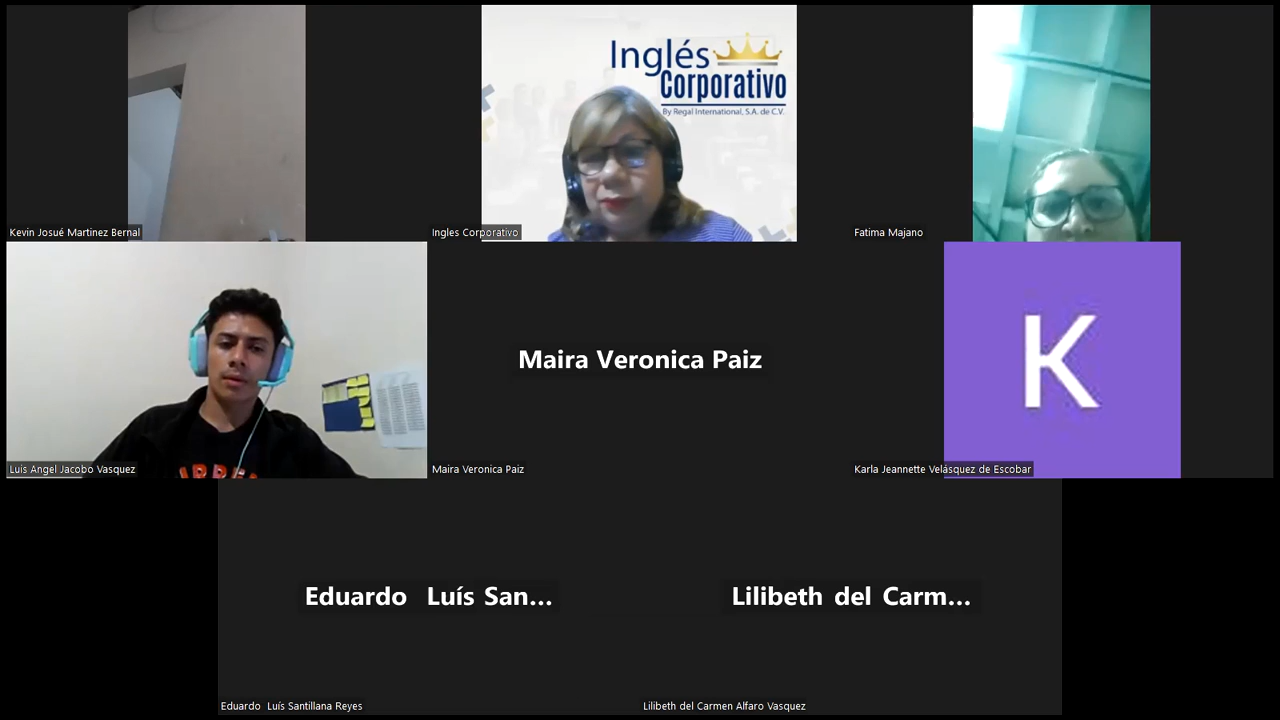 Inglés
Corporativo
By Regal International, S.A. de C.V.
Kevin Josué Martinez Bernal
Ingles Corporativo
Fatima Majano
Maira Veronica Paiz
K
Luís Angel Jacobo Vasquez
Maira Veronica Paiz
Karla Jeannette Velásquez de Escobar
Eduardo Luís San...
Lilibeth del Carm...
Eduardo Luís Santillana Reyes
Lilibeth del Carmen Alfaro Vasquez